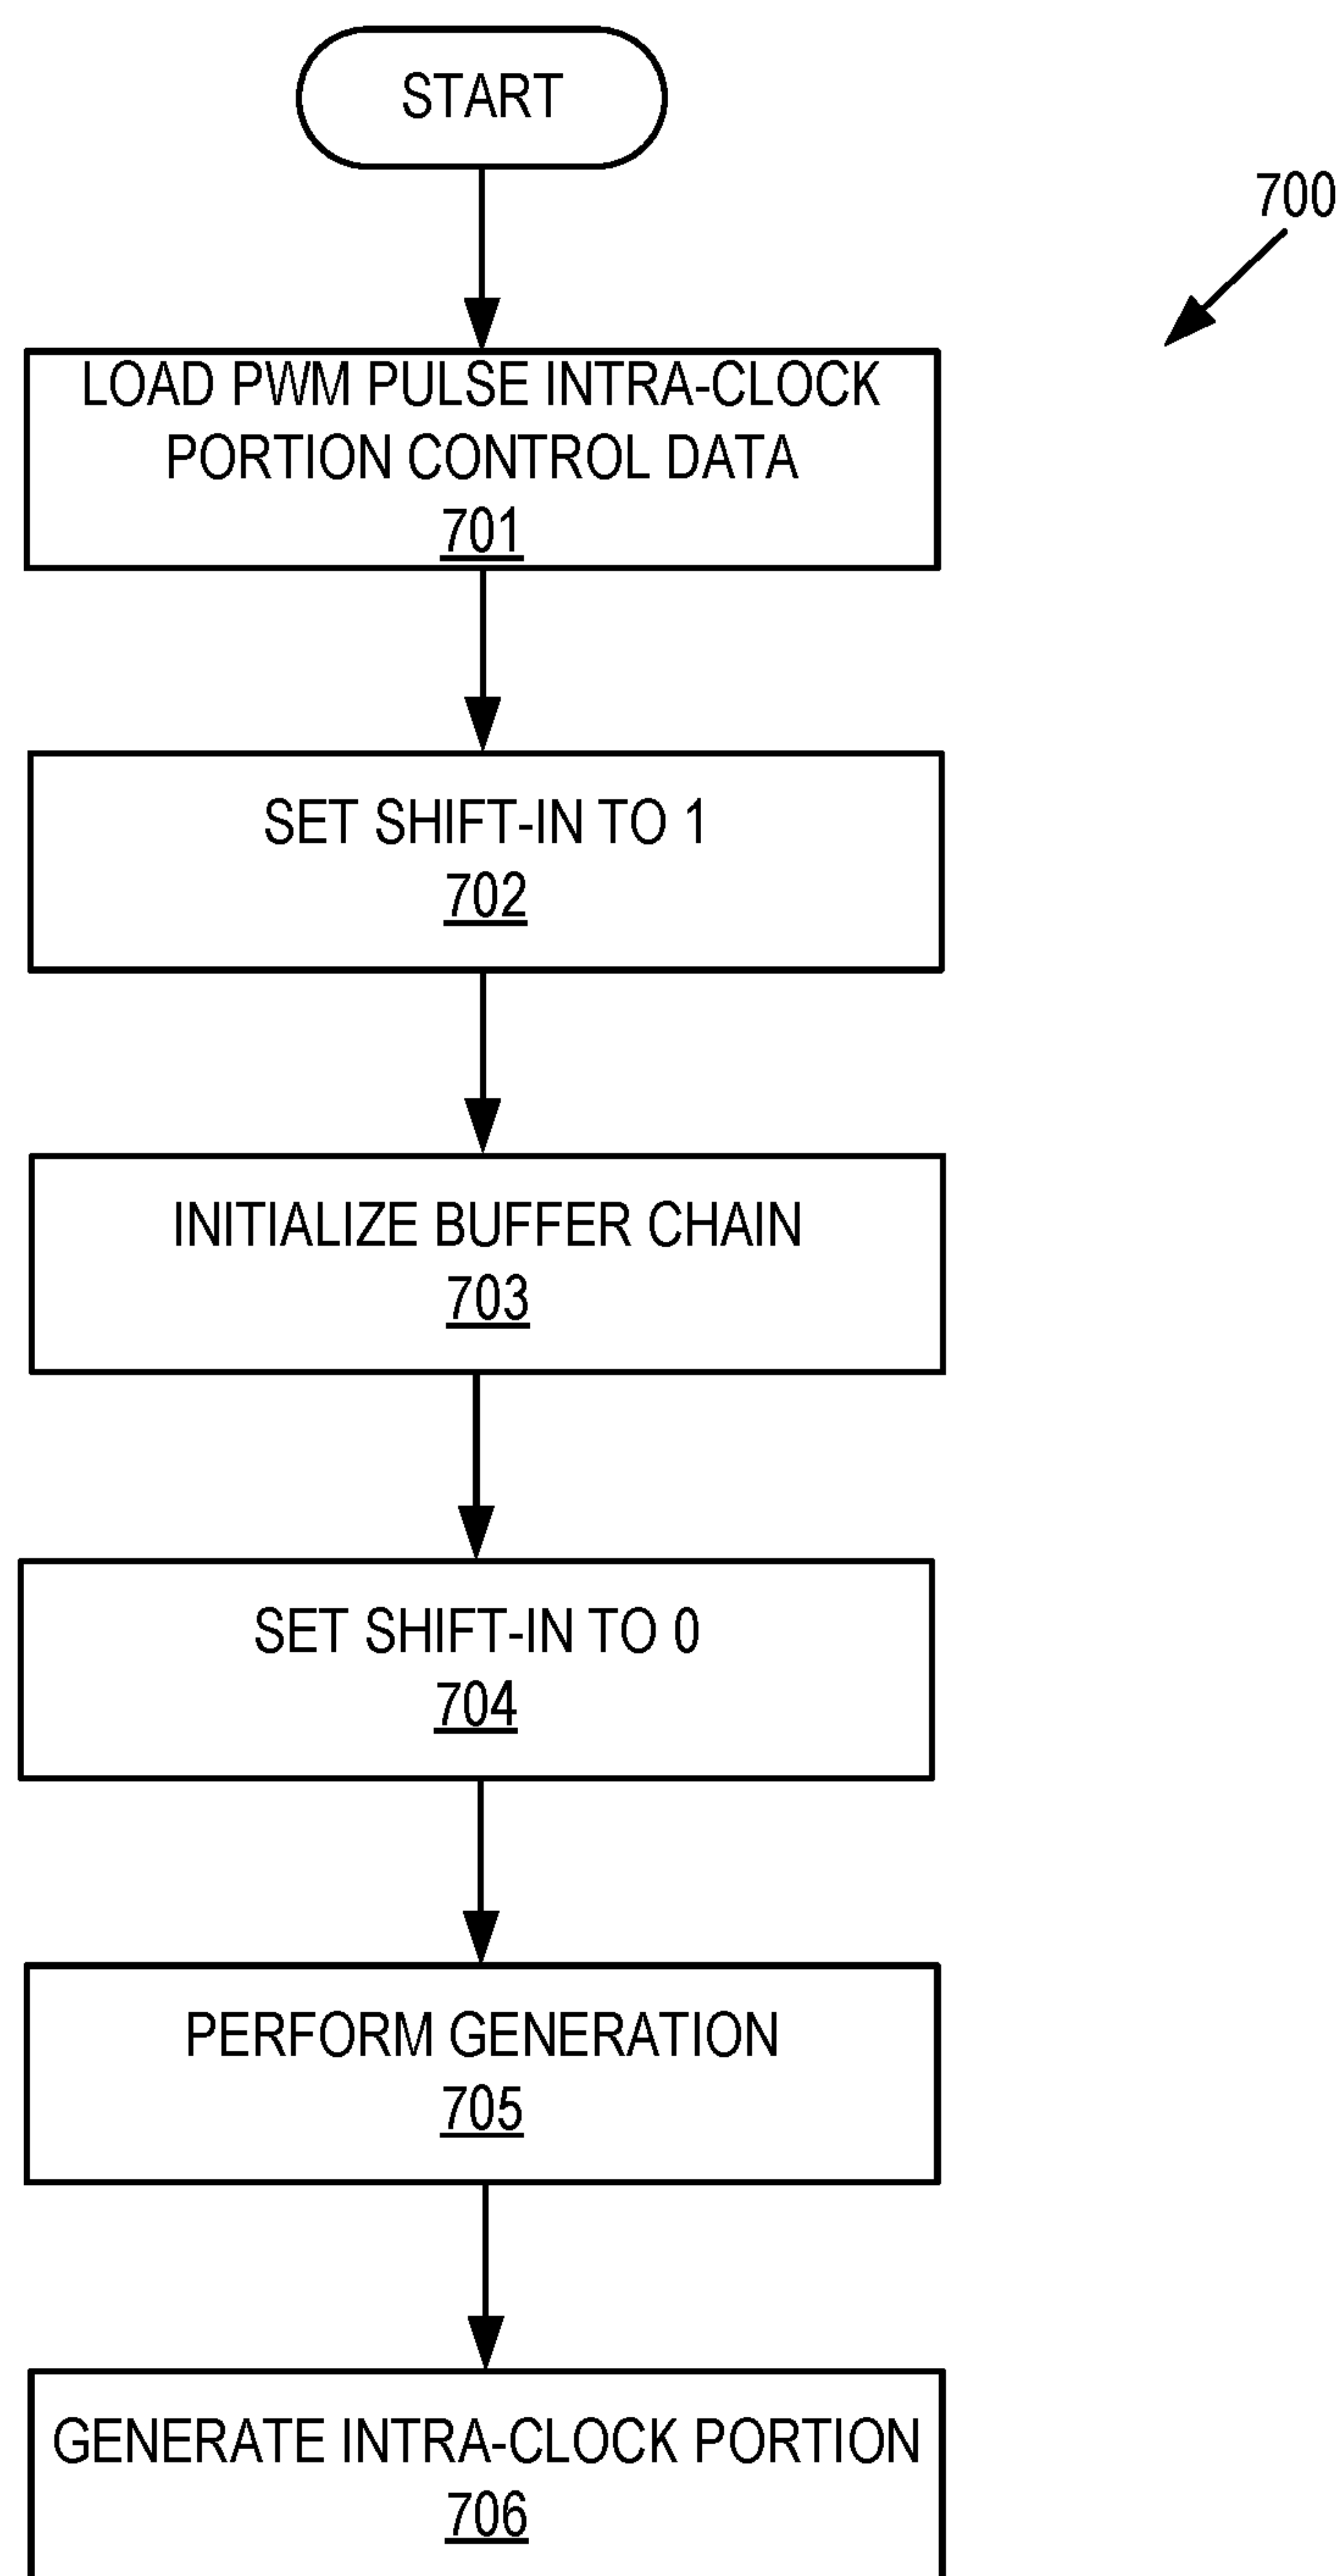 START
700
LOAD PWM PULSE INTRA-CLOCK
PORTION CONTROL DATA
701
SET SHIFT-IN TO 1
702
INITIALIZE BUFFER CHAIN
703
SET SHIFT-IN TO 0
704
PERFORM GENERATION
705
GENERATE INTRA-CLOCK PORTION
706